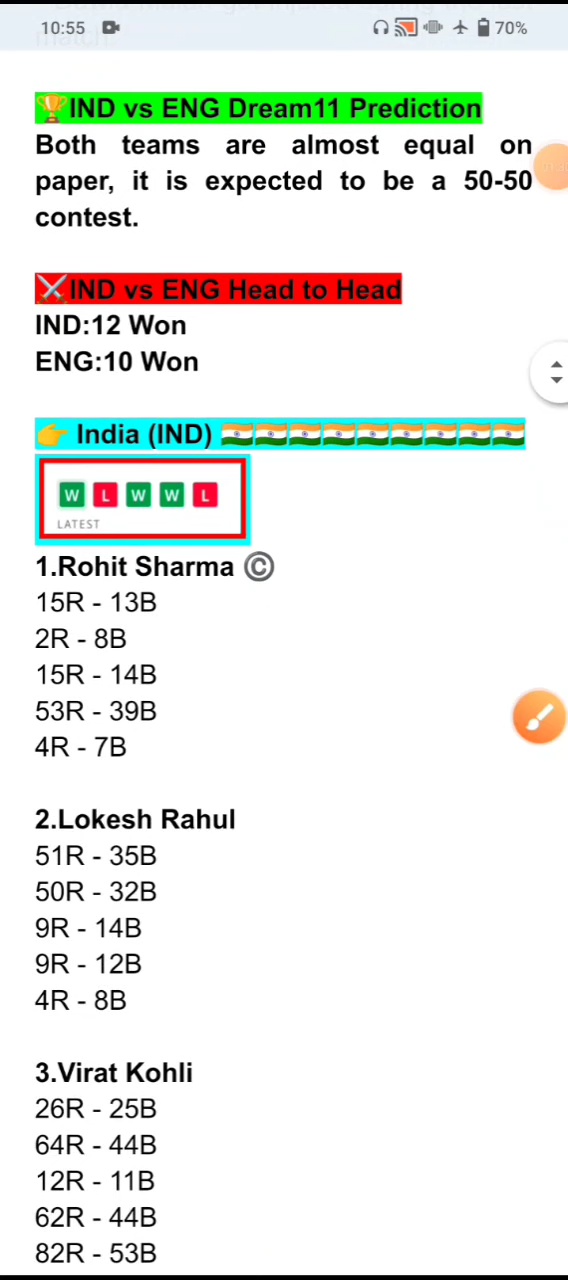 10:55 70%
match.
🏆IND vs ENG Dream11 Prediction
Both teams are almost equal on
paper, it is expected to be a 50-50
contest.
⚔️IND vs ENG Head to Head
IND:12 Won
ENG:10 Won
👉 India (IND) 🇮🇳🇮🇳🇮🇳🇮🇳🇮🇳🇮🇳🇮🇳🇮🇳🇮🇳
W L W W L
LATEST
1.Rohit Sharma ©
15R - 13B
2R - 8B
15R - 14B
53R - 39B
4R - 7B
2.Lokesh Rahul
51R - 35B
50R - 32B
9R - 14B
9R - 12B
4R - 8B
3.Virat Kohli
26R - 25B
64R - 44B
12R - 11B
62R - 44B
82R - 53B